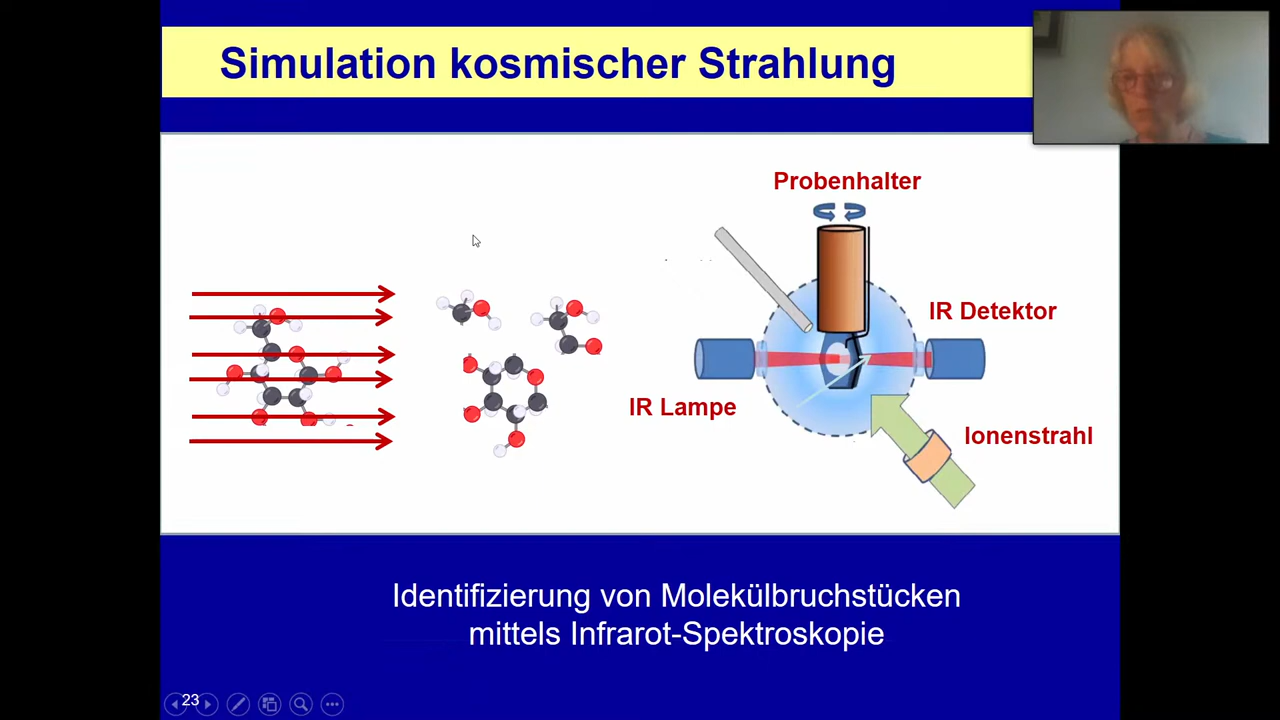 Simulation kosmischer Strahlung
Probenhalter
IR Detektor
IR Lampe
Ionenstrahl
Identifizierung von Molekülbruchstücken
mittels Infrarot-Spektroskopie
23